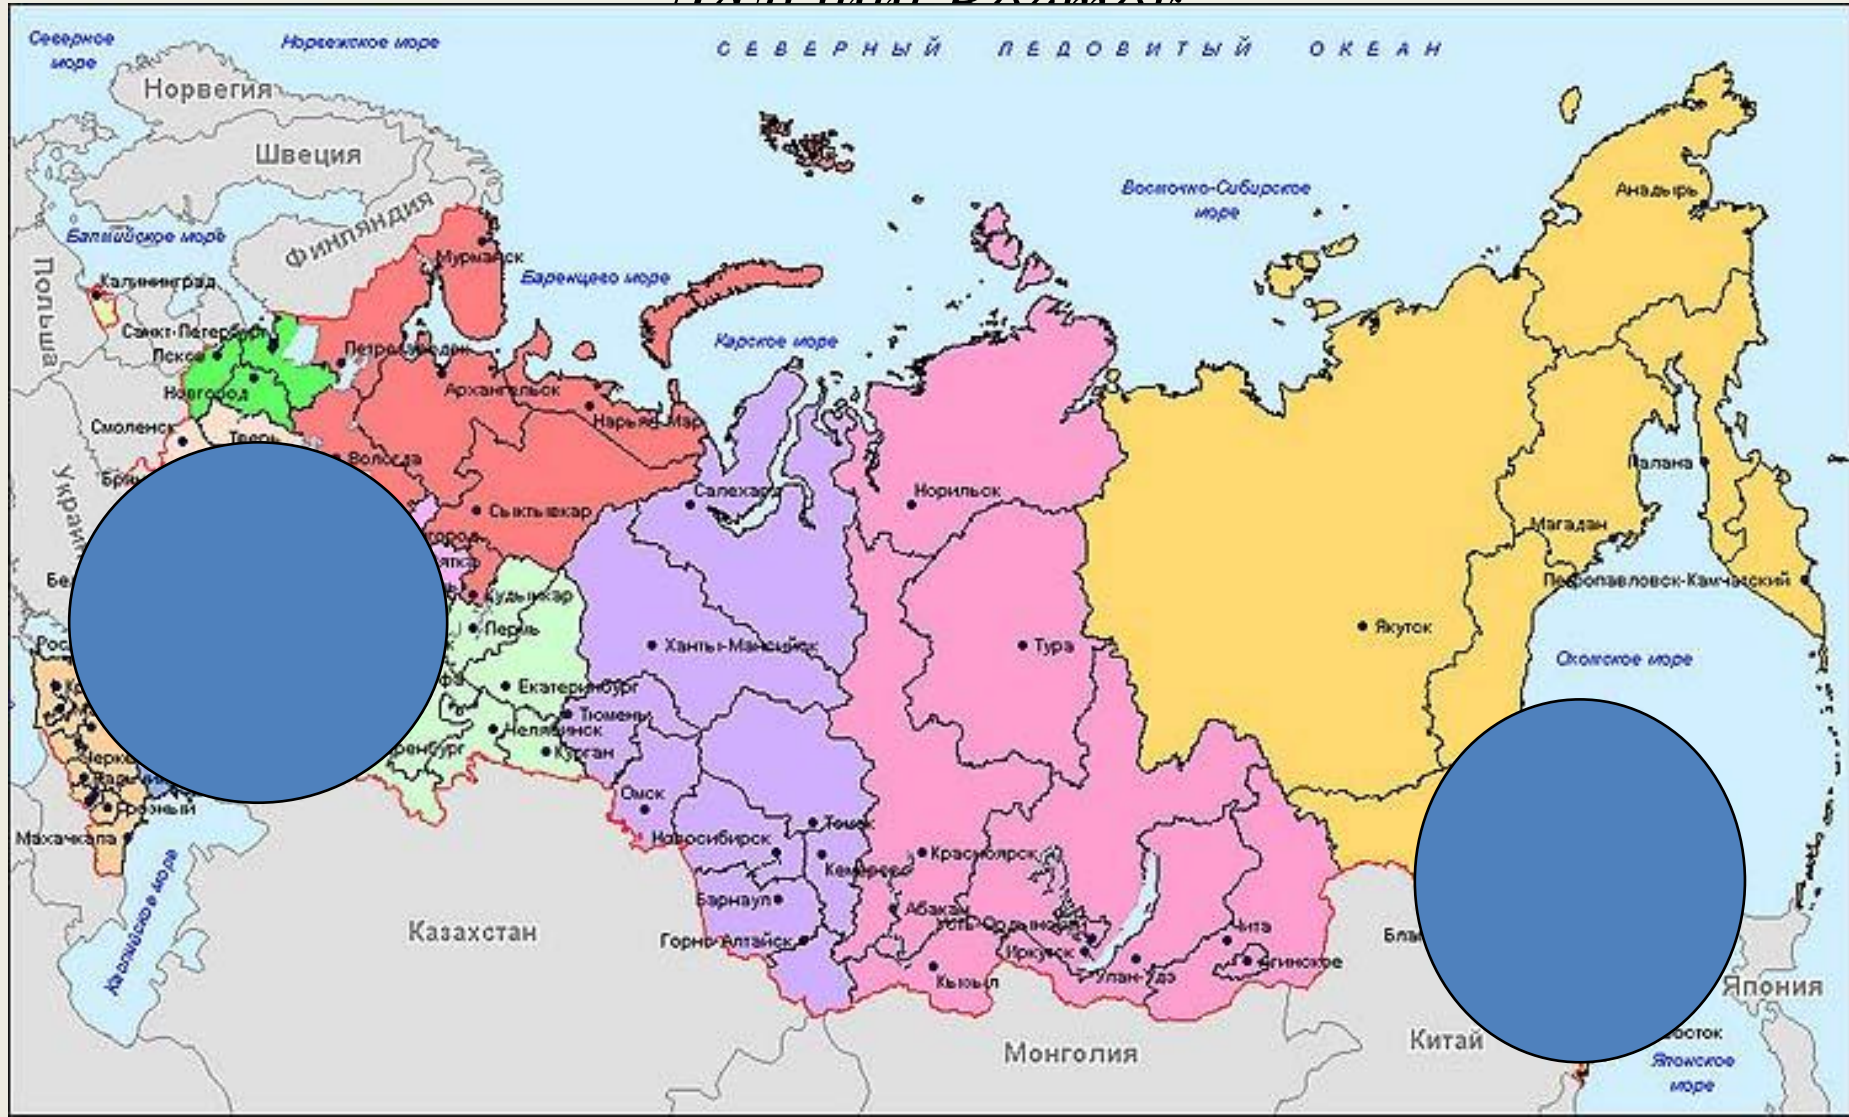 Северное
море
Норвежское море
СЕВЕРНЫЙ ЛЕДОВИТЫЙ ОКЕАН
Норвегия
Швеция
Финляндия
Балтийское море
Польша
Калининград
Санкт-Петербург
Псков
Новгород
Смоленск
Тверь
Мурманск
Баренцево море
Карское море
Восточно-Сибирское
море
Анадырь
Петрозаводск
Архангельск
Нарьян-Мар
Вологда
Сыктывкар
Салехард
Норильск
Палана
Магадан
Петропавловск-Камчатский
Кудымкар
Пермь
Ханты-Мансийск
Тура
Якутск
Охотское море
Екатеринбург
Тюмень
Челябинск
Курган
Омск
Новосибирск
Томск
Кемерово
Красноярск
Барнаул
Абакан
Усть-Ордынский
Горно-Алтайск
Иркутск
Улан-Удэ
Чита
Агинское
Кызыл
Грозный
Махачкала
Каспийское море
Казахстан
Монголия
Китай
Япония
Японское
море